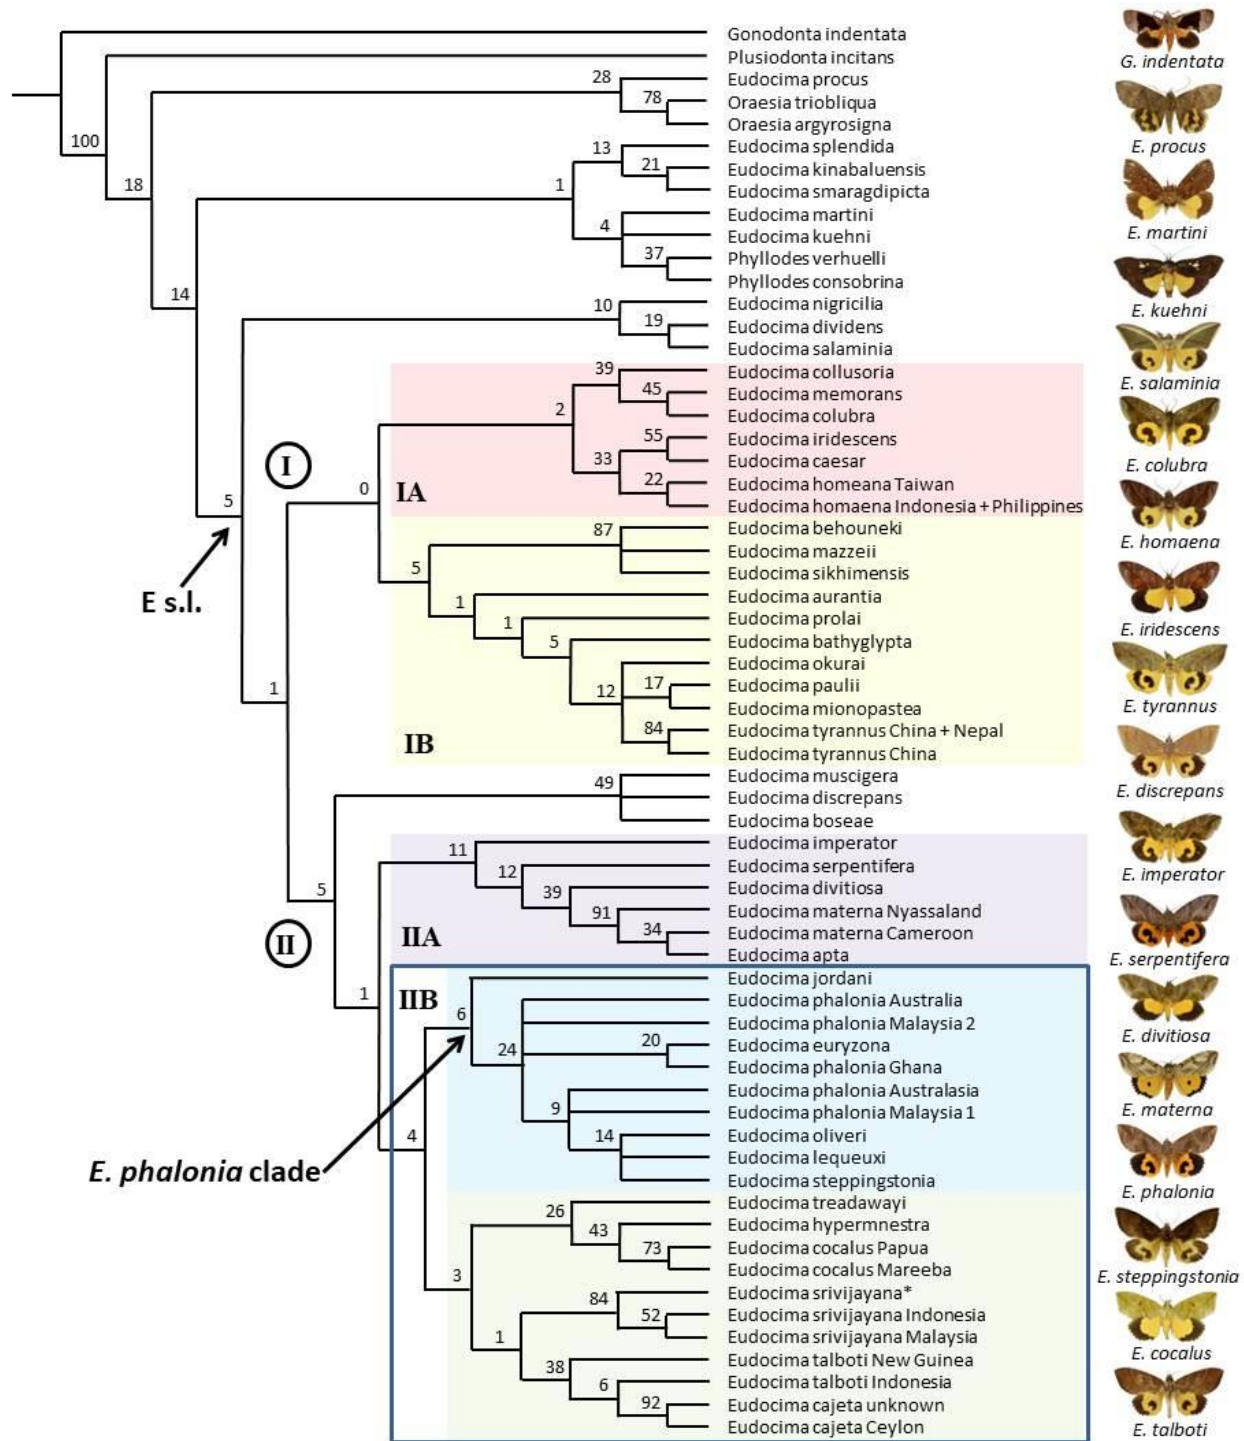 Gonodonta indentata
Plusiodonta incitans
Eudocima procus
Oraesia triobliqua
Oraesia argyrosigna
Eudocima splendida
Eudocima kinabaluensis
Eudocima smaragdipicta
Eudocima martini
Eudocima kuehni
Phyllodes verhuelli
Phyllodes consobrina
Eudocima nigricilia
Eudocima dividens
Eudocima salaminia
Eudocima collusoria
Eudocima memorans
Eudocima colubra
Eudocima iridescens
Eudocima caesar
Eudocima homeana Taiwan
Eudocima homaena Indonesia + Philippines
Eudocima behouneki
Eudocima mazzeii
Eudocima sikhimensis
Eudocima aurantia
Eudocima prolai
Eudocima bathyglypta
Eudocima okurai
Eudocima paulii
Eudocima mionopastea
Eudocima tyrannus China + Nepal
Eudocima tyrannus China
Eudocima muscigera
Eudocima discrepans
Eudocima boseae
Eudocima imperator
Eudocima serpentifera
Eudocima divitiosa
Eudocima materna Nyassaland
Eudocima materna Cameroon
Eudocima apta
Eudocima jordani
Eudocima phalonia Australia
Eudocima phalonia Malaysia 2
Eudocima euryzona
Eudocima phalonia Ghana
Eudocima phalonia Australasia
Eudocima phalonia Malaysia 1
Eudocima oliveri
Eudocima lequeuxi
Eudocima steppingstonia
Eudocima treadawayi
Eudocima hypermnestra
Eudocima cocalus Papua
Eudocima cocalus Mareeba
Eudocima srivijayana*
Eudocima srivijayana Indonesia
Eudocima srivijayana Malaysia
Eudocima talboti New Guinea
Eudocima talboti Indonesia
Eudocima cajeta unknown
Eudocima cajeta Ceylon
100
18
28
78
14
1
13
21
4
37
5
10
19
1
I
0
IA
2
39
45
33
55
22
IB
5
87
1
1
5
12
17
84
E s.l.
II
5
49
1
IIA
11
12
39
91
34
IIB
4
6
24
20
9
14
E. phalonia clade
3
26
43
73
1
84
52
38
6
92
G. indentata
E. procus
E. martini
E. kuehni
E. salaminia
E. colubra
E. homaena
E. iridescens
E. tyrannus
E. discrepans
E. imperator
E. serpentifera
E. divitiosa
E. materna
E. phalonia
E. steppingstonia
E. cocalus
E. talboti